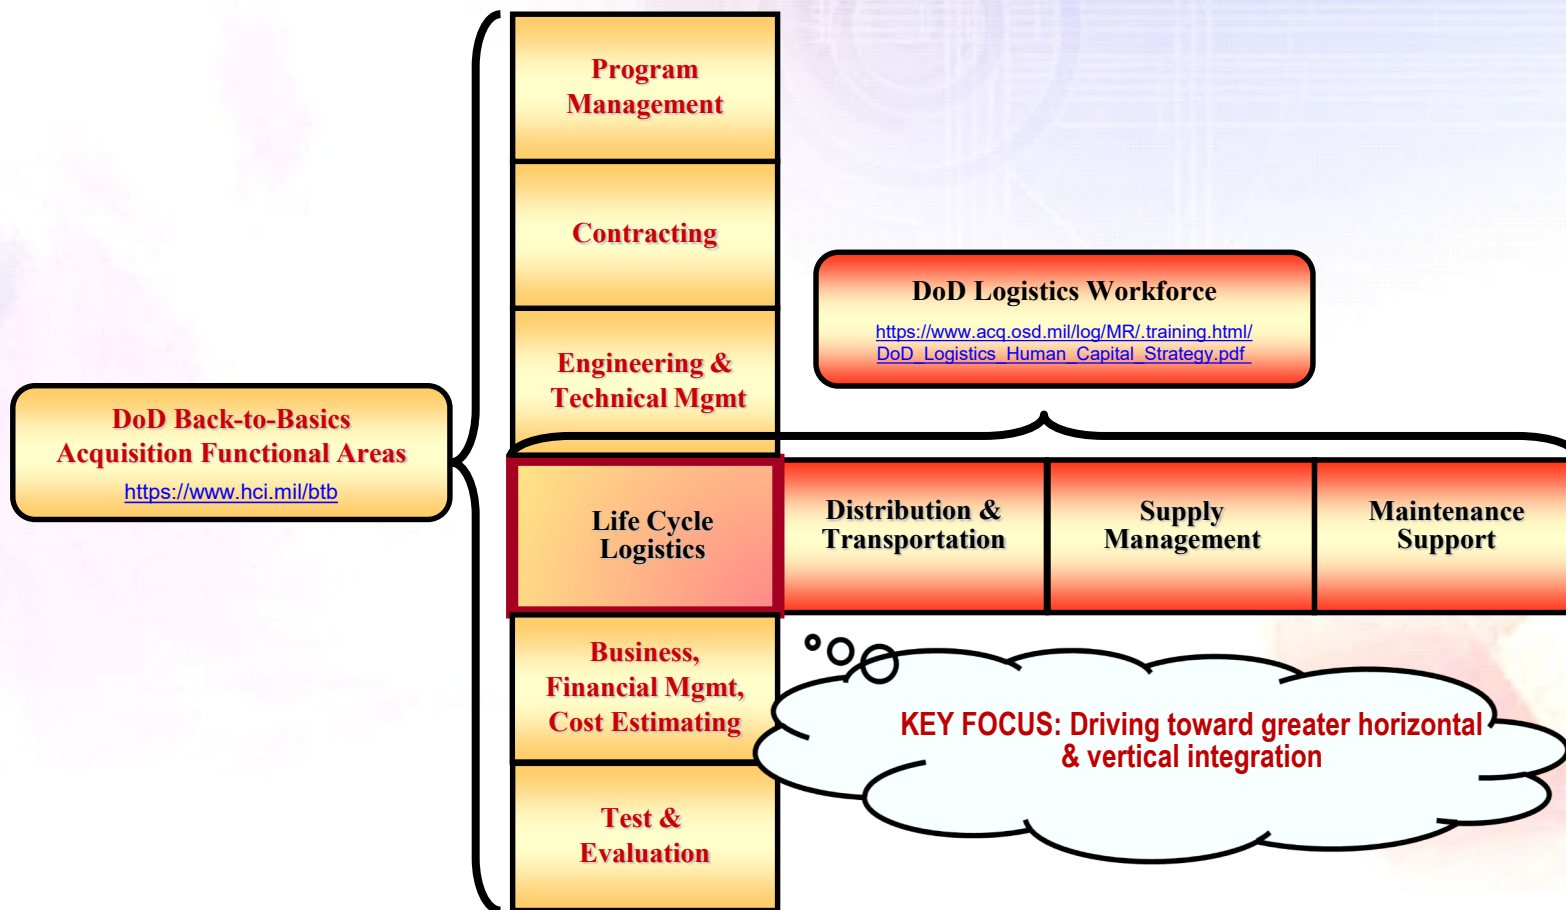 Program
Management
Contracting
Engineering &
Technical Mgmt
DoD Logistics Workforce
https://www.acq.osd.mil/log/MR/.training.html/
DoD_Logistics_Human_Capital_Strategy.pdf
DoD Back-to-Basics
Acquisition Functional Areas
https://www.hci.mil/btb
Life Cycle
Logistics
Distribution &
Transportation
Supply
Management
Maintenance
Support
Business,
Financial Mgmt,
Cost Estimating
KEY FOCUS: Driving toward greater horizontal
& vertical integration
Test &
Evaluation